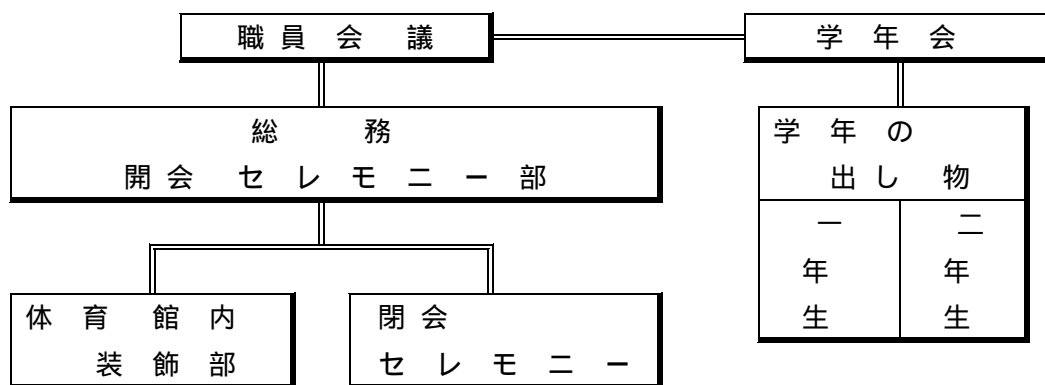 職員会議
学年会
総務
開会セレモニー部
学年の
出し物
一年生
二年生
体育館内
装飾部
閉会
セレモニー